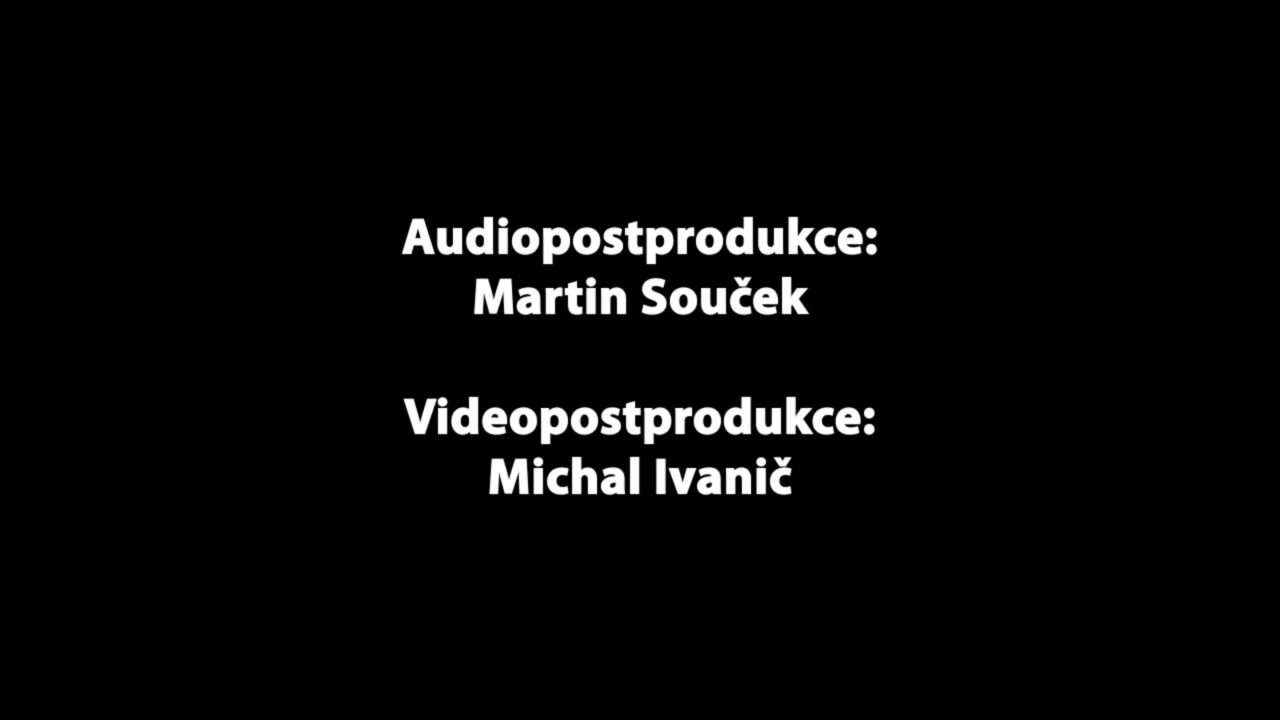 Audiopostprodukce:
Martin Souček
Videopostprodukce:
Michal Ivanič